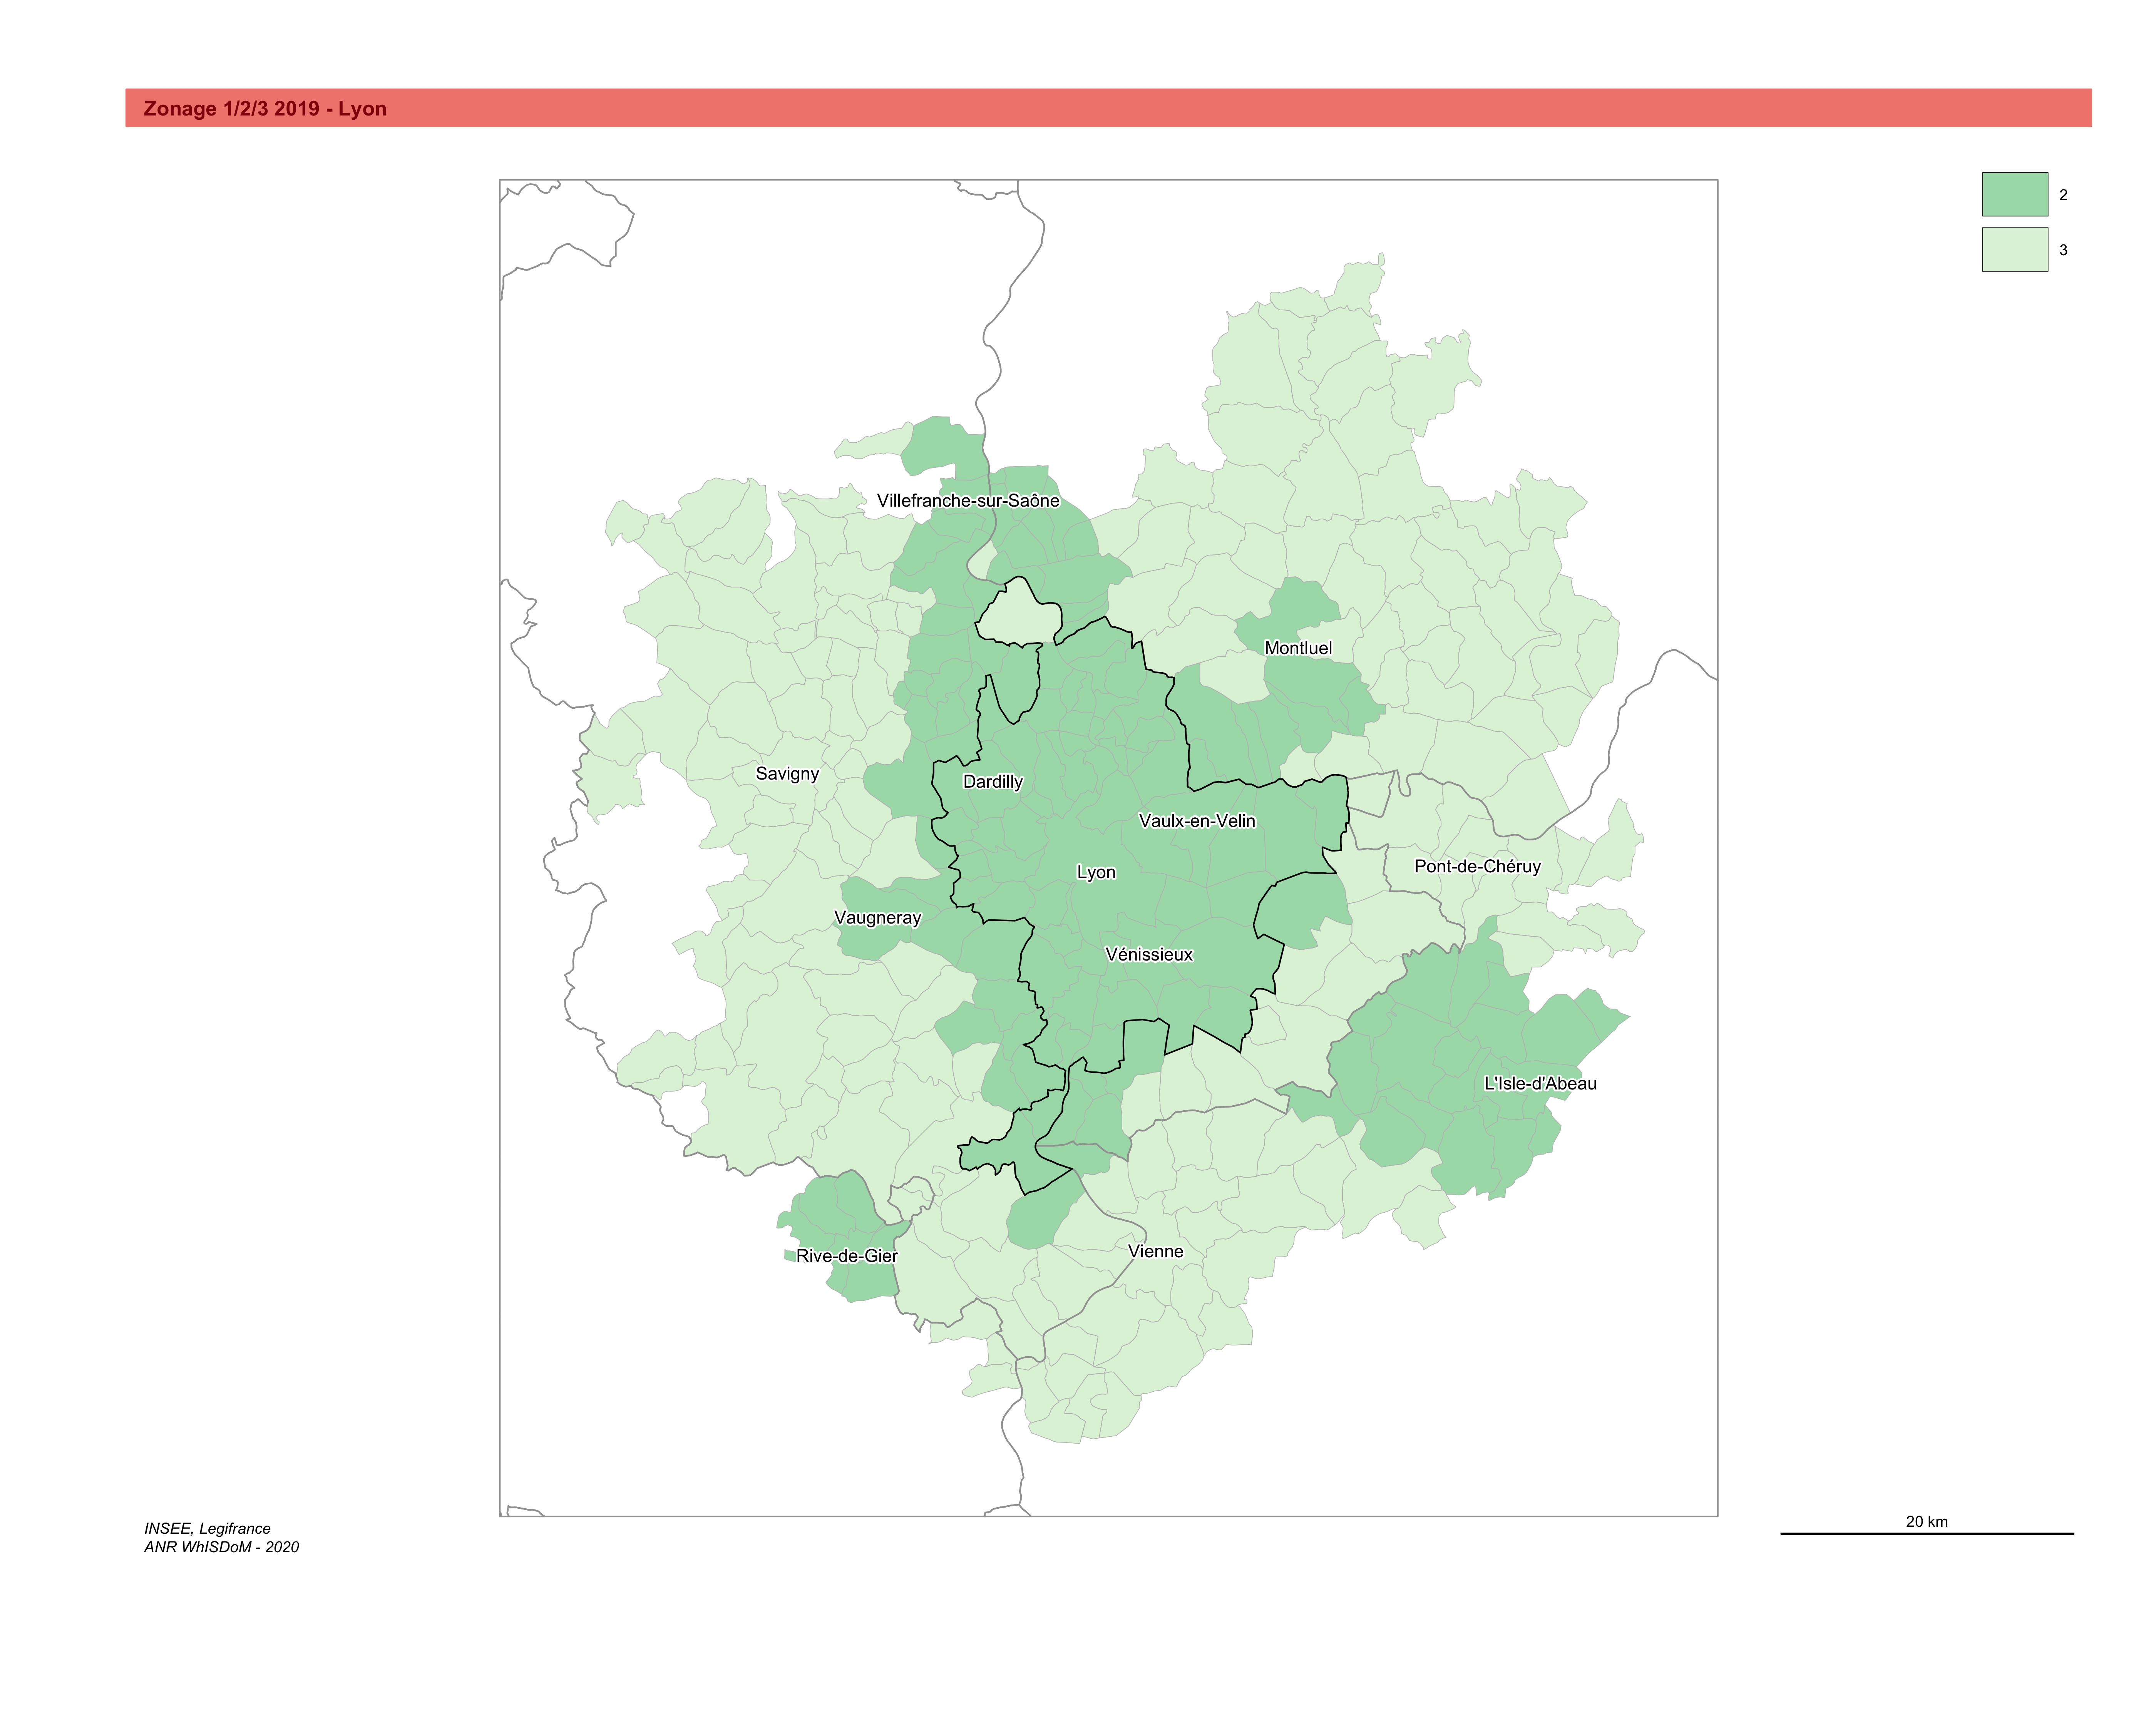 Zonage 1/2/3 2019 - Lyon
2
3
Villefranche-sur-Saône
Montluel
Savigny
Dardilly
Vaulx-en-Velin
Pont-de-Chéruy
Lyon
Vaugneray
Vénissieux
L'Isle-d'Abeau
Vienne
Rive-de-Gier
20 km
INSEE, Legifrance
ANR WhISDoM - 2020